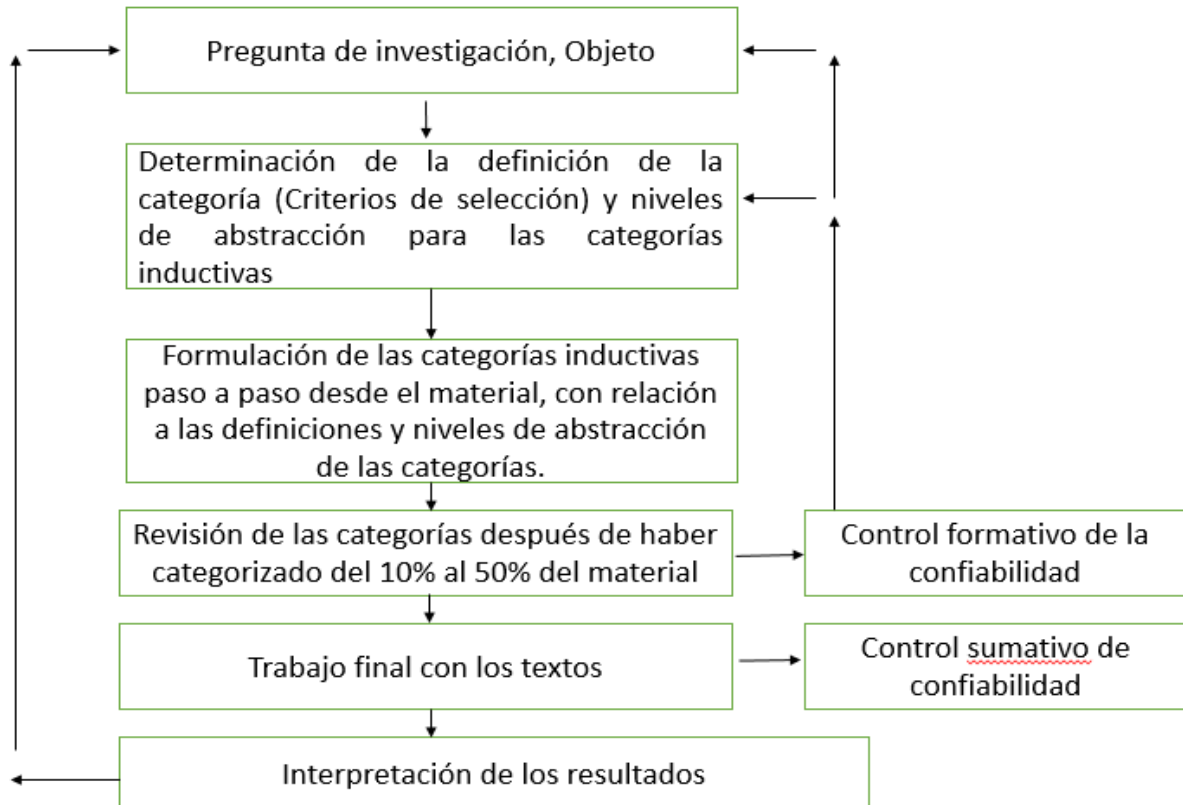 Pregunta de investigación, Objeto
Determinación de la definición de la
categoría (Criterios de selección) y niveles
de abstracción para las categorías
inductivas
Formulación de las categorías inductivas
paso a paso desde el material, con relación
a las definiciones y niveles de abstracción
de las categorías.
Revisión de las categorías después de haber
categorizado del 10% al 50% del material
Control formativo de la
confiabilidad
Trabajo final con los textos
Control sumativo de
confiabilidad
Interpretación de los resultados